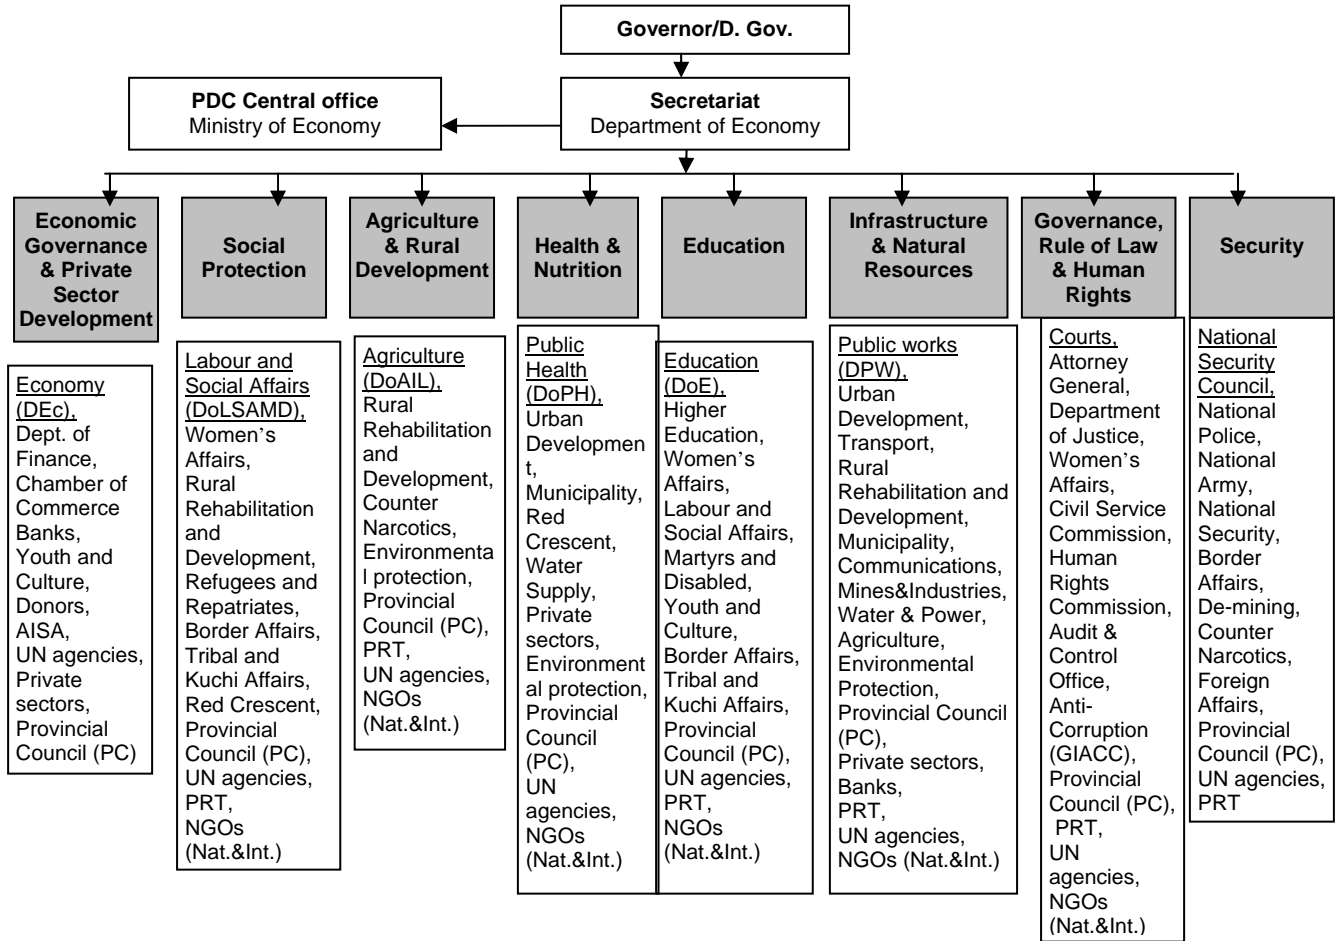 Governor/D. Gov.
PDC Central office
Ministry of Economy
Secretariat
Department of Economy
Economic
Governance
& Private
Sector
Development
Social
Protection
Agriculture
& Rural
Development
Health &
Nutrition
Education
Infrastructure
& Natural
Resources
Governance,
Rule of Law
& Human
Rights
Security
Economy
(DEc),
Dept. of
Finance,
Chamber of
Commerce
Banks,
Youth and
Culture,
Donors,
AISA,
UN agencies,
Private
sectors,
Provincial
Council (PC)
Labour and
Social Affairs
(DoLSAMD),
Women's
Affairs,
Rural
Rehabilitation
and
Development,
Refugees and
Repatriates,
Border Affairs,
Tribal and
Kuchi Affairs,
Red Crescent,
Provincial
Council (PC),
UN agencies,
PRT,
NGOs
(Nat.&Int.)
Agriculture
(DoAIL),
Rural
Rehabilitation
and
Development,
Counter
Narcotics,
Environmenta
l protection,
Provincial
Council (PC),
PRT,
UN agencies,
NGOs
(Nat.&Int.)
Public
Health
(DoPH),
Urban
Developmen
t,
Municipality,
Red
Crescent,
Water
Supply,
Private
sectors,
Environment
al protection,
Provincial
Council
(PC),
UN
agencies,
NGOs
(Nat.&Int.)
Education
(DoE),
Higher
Education,
Women's
Affairs,
Labour and
Social Affairs,
Martyrs and
Disabled,
Youth and
Culture,
Border Affairs,
Tribal and
Kuchi Affairs,
Provincial
Council (PC),
UN agencies,
PRT,
NGOs
(Nat.&Int.)
Public works
(DPW),
Urban
Development,
Transport,
Rural
Rehabilitation and
Development,
Municipality,
Communications,
Mines&Industries,
Water & Power,
Agriculture,
Environmental
Protection,
Provincial Council
(PC),
Private sectors,
Banks,
PRT,
UN agencies,
NGOs (Nat.&Int.)
Courts,
Attorney
General,
Department
of Justice,
Women's
Affairs,
Civil Service
Commission,
Human
Rights
Commission,
Audit &
Control
Office,
Anti-
Corruption
(GIACC),
Provincial
Council (PC),
PRT,
UN
agencies,
NGOs
(Nat.&Int.)
National
Security
Council,
National
Police,
National
Army,
National
Security,
Border
Affairs,
De-mining,
Counter
Narcotics,
Foreign
Affairs,
Provincial
Council (PC),
UN agencies,
PRT